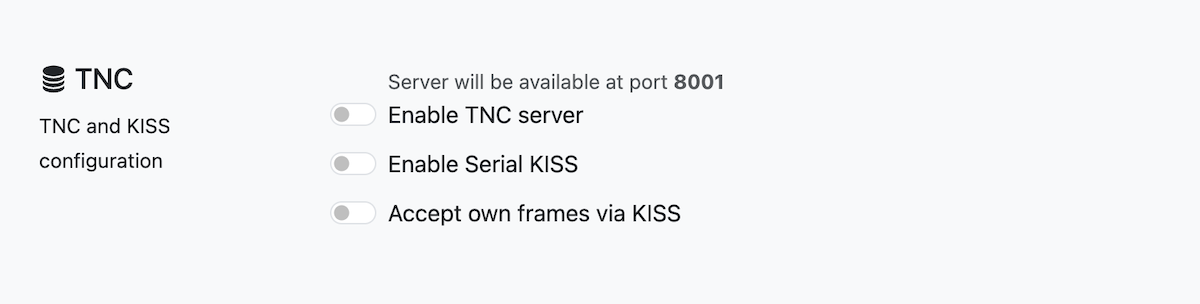 TNC
TNC and KISS
configuration
Server will be available at port 8001
Enable TNC server
Enable Serial KISS
Accept own frames via KISS